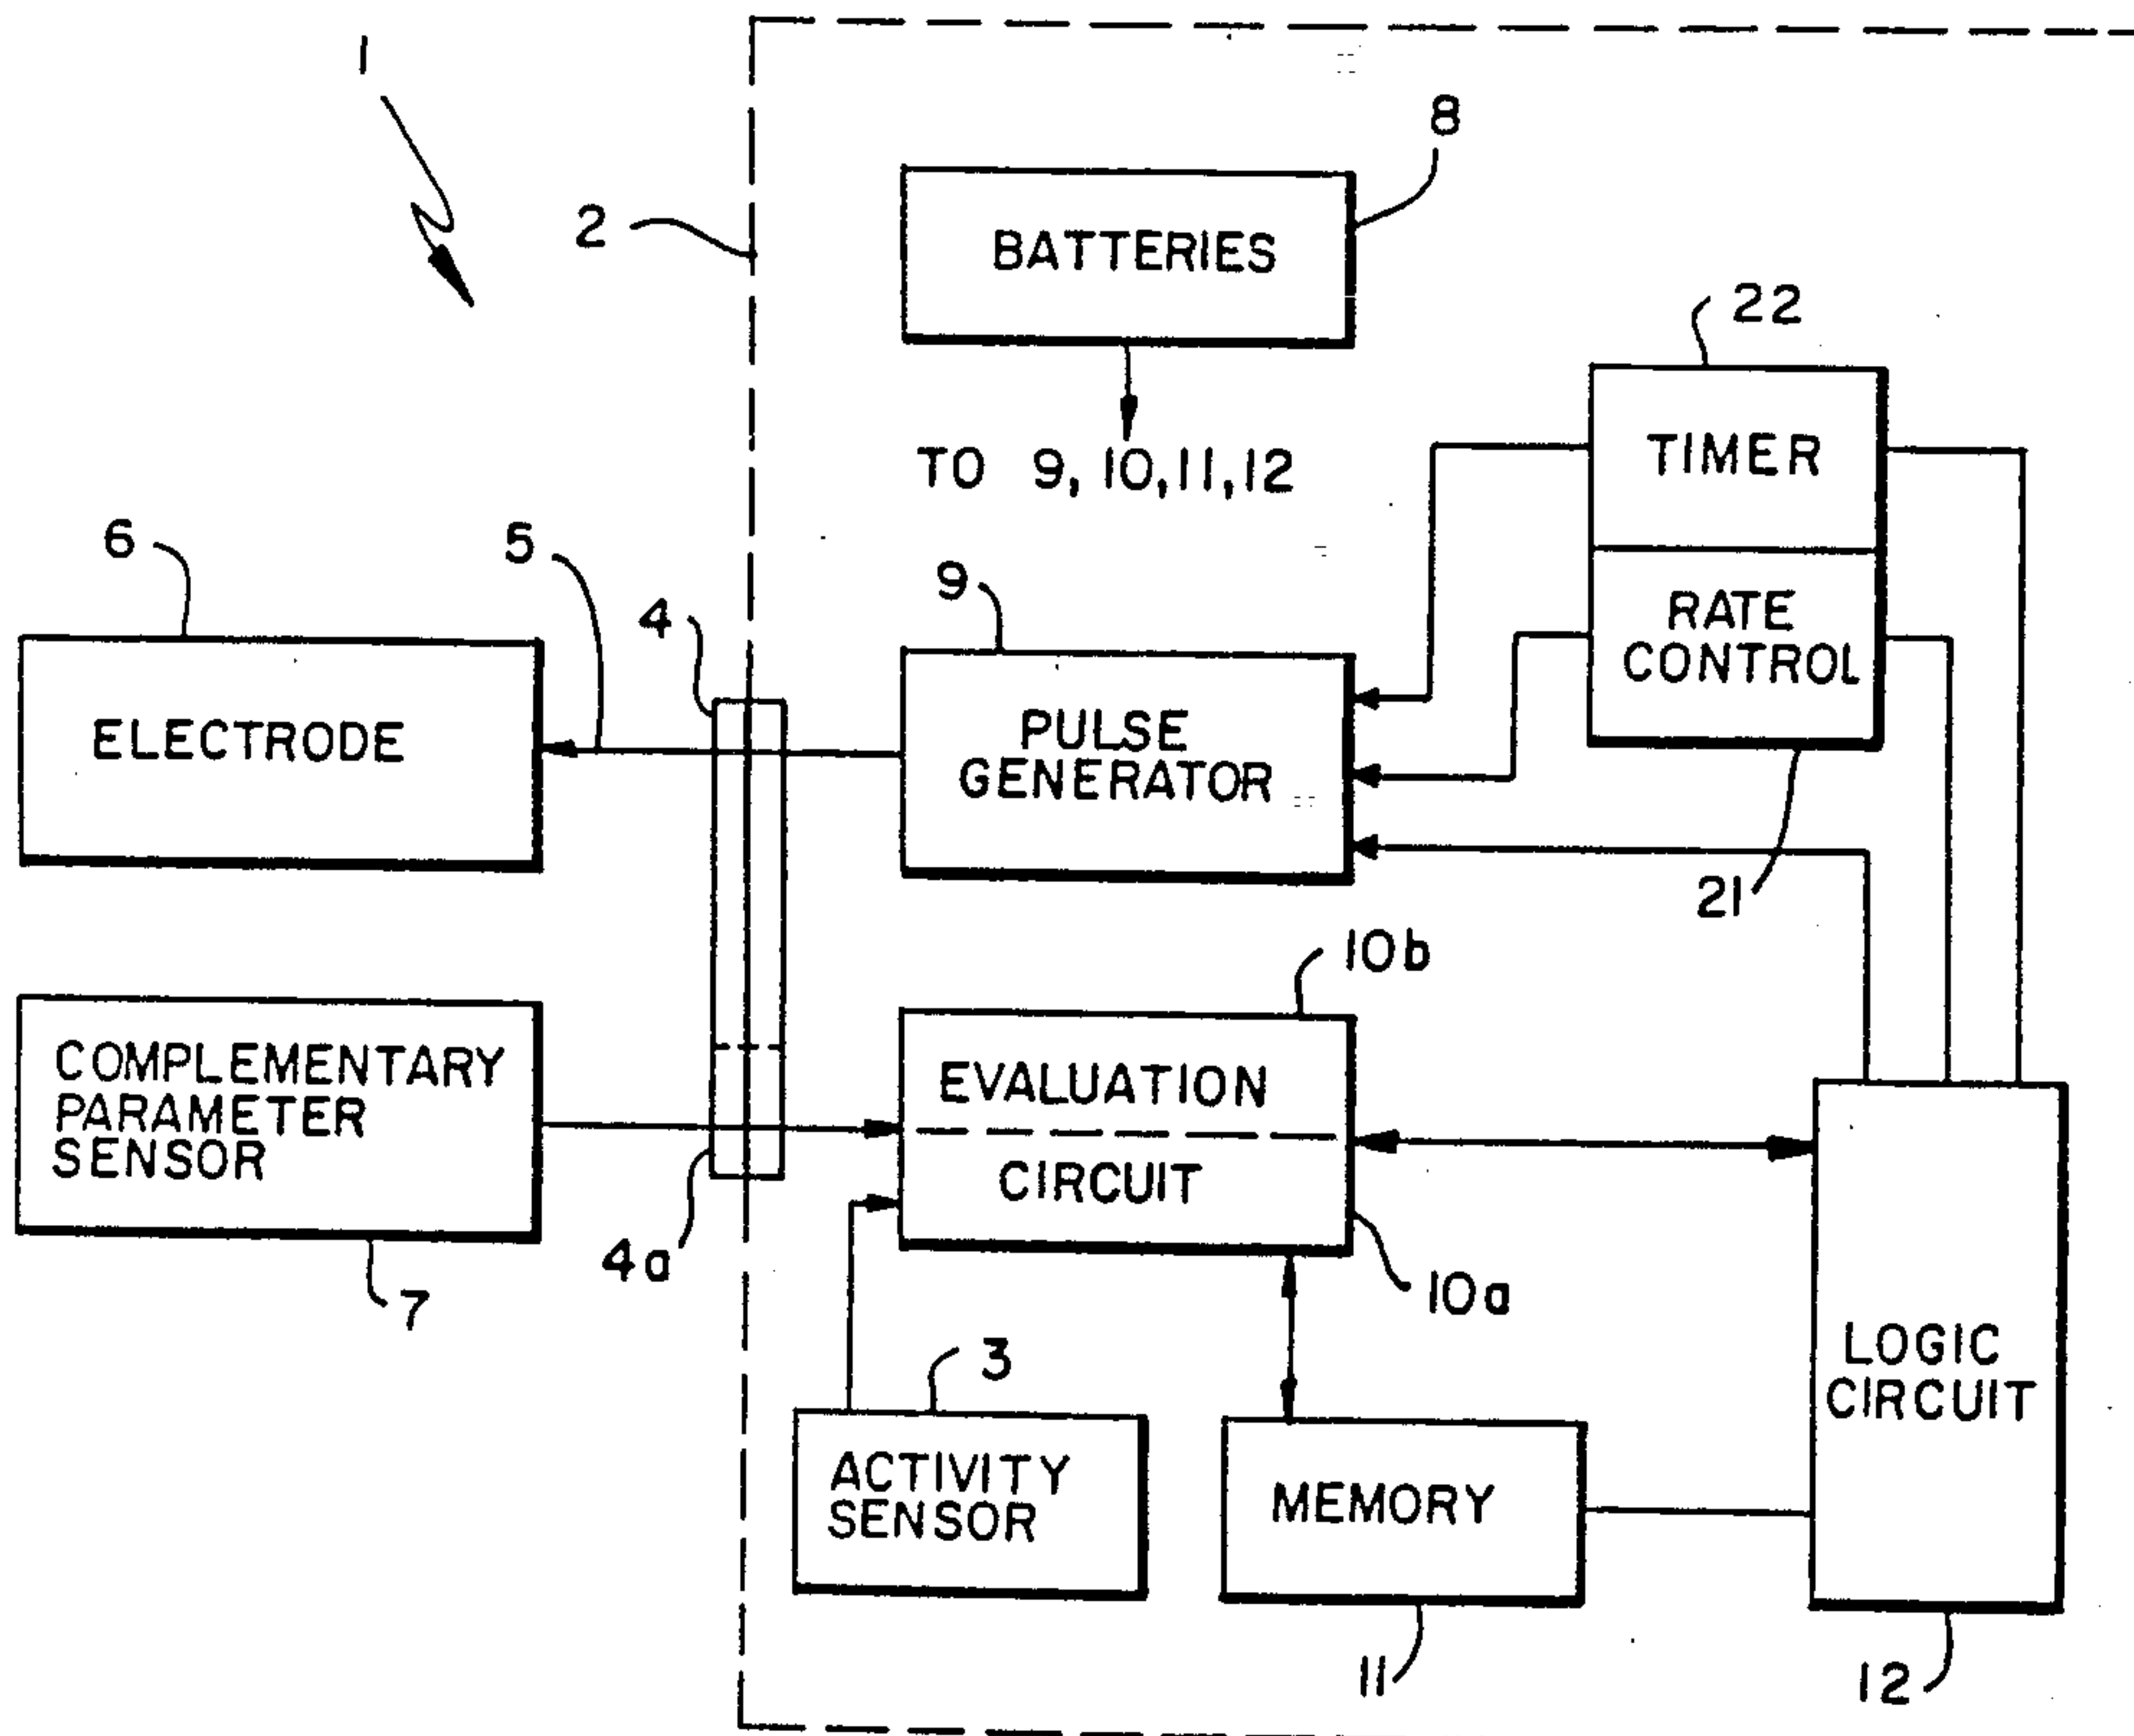 1
2
8
BATTERIES
TO 9, 10, 11, 12
22
TIMER
RATE
CONTROL
21
6
ELECTRODE
5
4
9
PULSE
GENERATOR
COMPLEMENTARY
PARAMETER
SENSOR
7
4a
10b
EVALUATION
CIRCUIT
10a
3
ACTIVITY
SENSOR
MEMORY
11
LOGIC
CIRCUIT
12